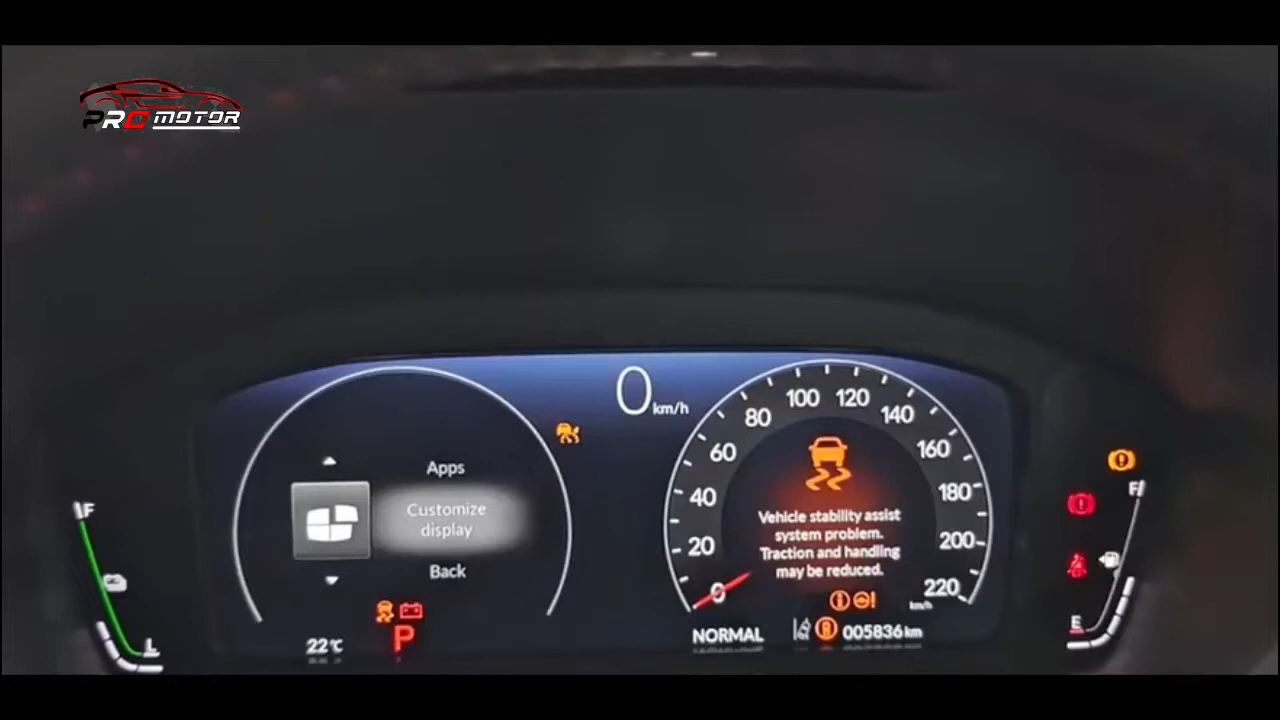 PRO MOTOR
0 km/h
Apps
Customize
display
Back
22°C
P
F
L
0
20
40
60
80
100
120
140
160
180
200
220
km/h
Vehicle stability assist
system problem.
Traction and handling
may be reduced.
NORMAL
005836 km
F
E